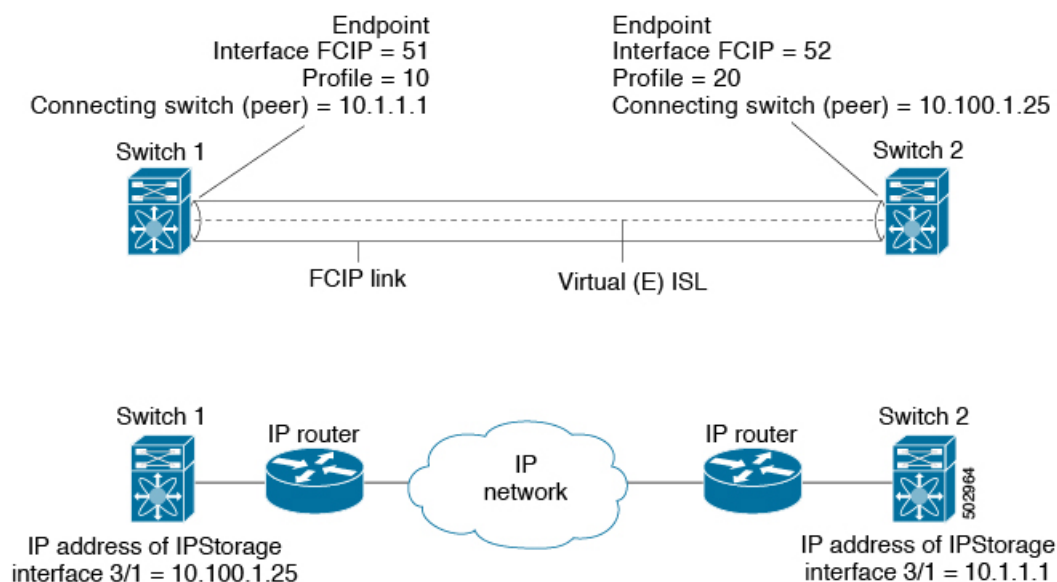 Endpoint
Interface FCIP = 51
Profile = 10
Connecting switch (peer) = 10.1.1.1
Endpoint
Interface FCIP = 52
Profile = 20
Connecting switch (peer) = 10.100.1.25
Switch 1
Switch 2
FCIP link
Virtual (E) ISL
Switch 1
IP router
IP
network
IP router
Switch 2
502964
IP address of IPStorage
interface 3/1 = 10.100.1.25
IP address of IPStorage
interface 3/1 = 10.1.1.1